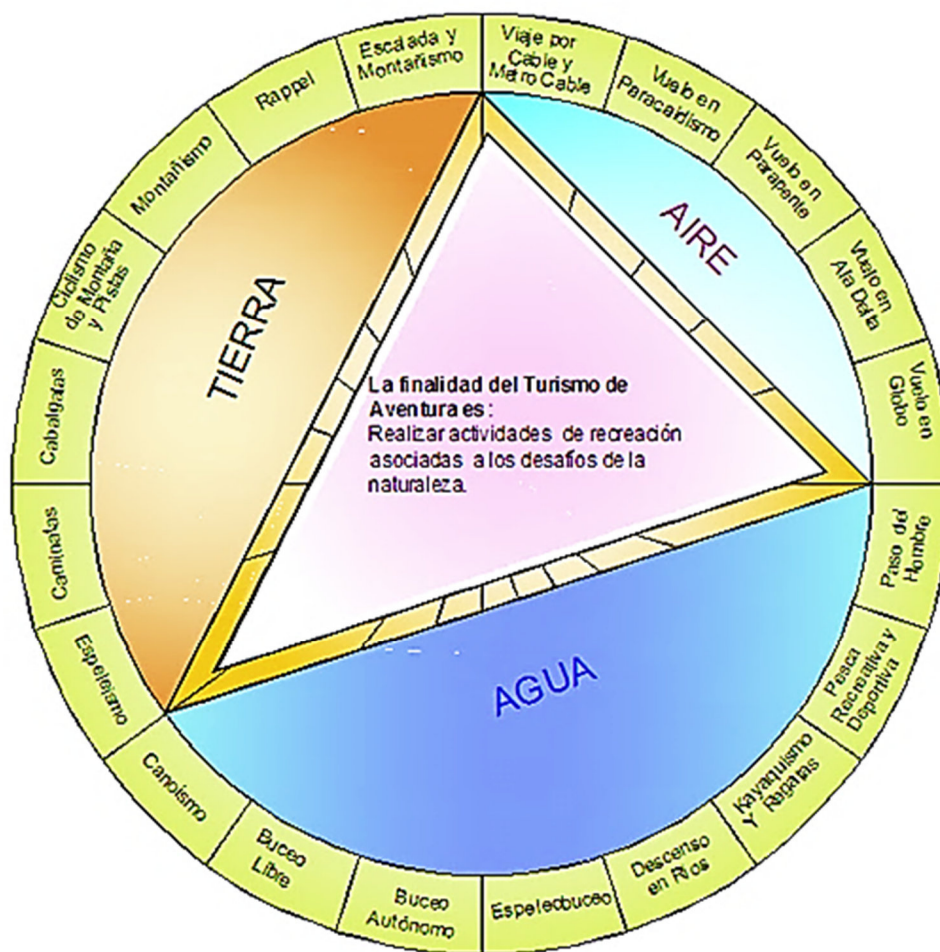 Escalada y
Montañismo
Viaje por
Cable y
Metro Cable
Vuelo en
Paracaidismo
Vuelo en
Parapente
Vuelo en
Ala Delta
Vuelo en
Globo
Paso del
Hombre
Pesca
Recreativa y
Deportiva
Kayaquismo
Y Regatas
Descenso
en Ríos
Espeleobuceo
Buceo
Autónomo
Buceo
Libre
Canoísmo
Espeleísmo
Caminatas
Cabalgatas
Ciclismo
de Montaña
y Pistas
Montañismo
Rappel
TIERRA
AIRE
AGUA
La finalidad del Turismo de
Aventura es:
Realizar actividades de recreación
asociadas a los desafíos de la
naturaleza.